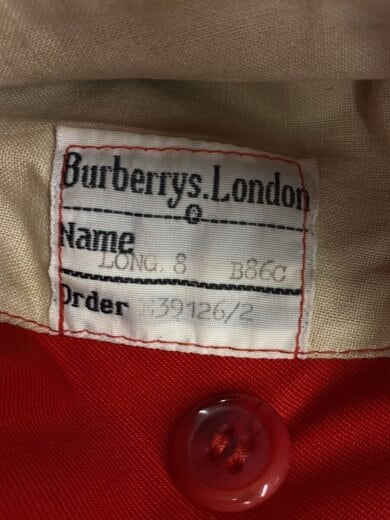 Burberrys.London
Name
LONG. 8 B86C
Order 39126/2